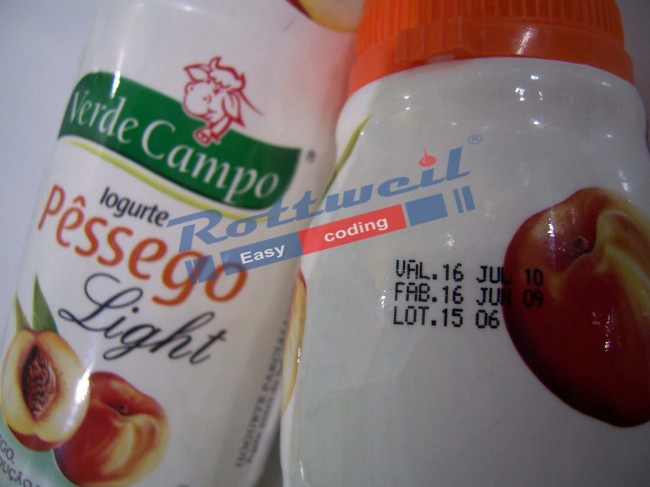 Verde Campo
®
Iogurte
Pêssego
Light
Rottweil®
Easy coding
VAL.16 JUL 10
FAB.16 JUN 09
LOT.15 06